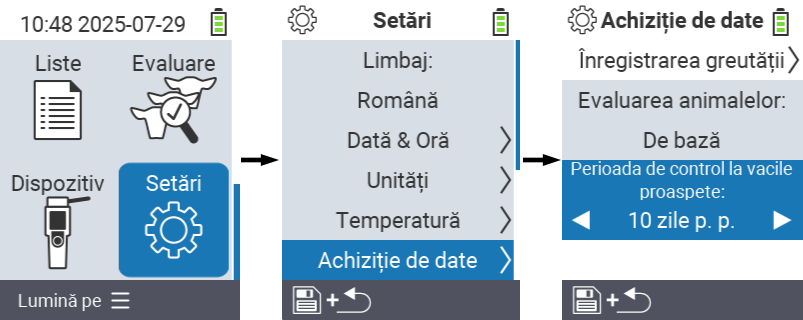 10:48 2025-07-29
Liste
Evaluare
Dispozitiv
Setări
Lumină pe
Setări
Limbaj:
Română
Dată & Oră
Unități
Temperatură
Achiziție de date
+
Achiziție de date
Înregistrarea greutății
Evaluarea animalelor:
De bază
Perioada de control la vacile
proaspete:
10 zile p. p.
+